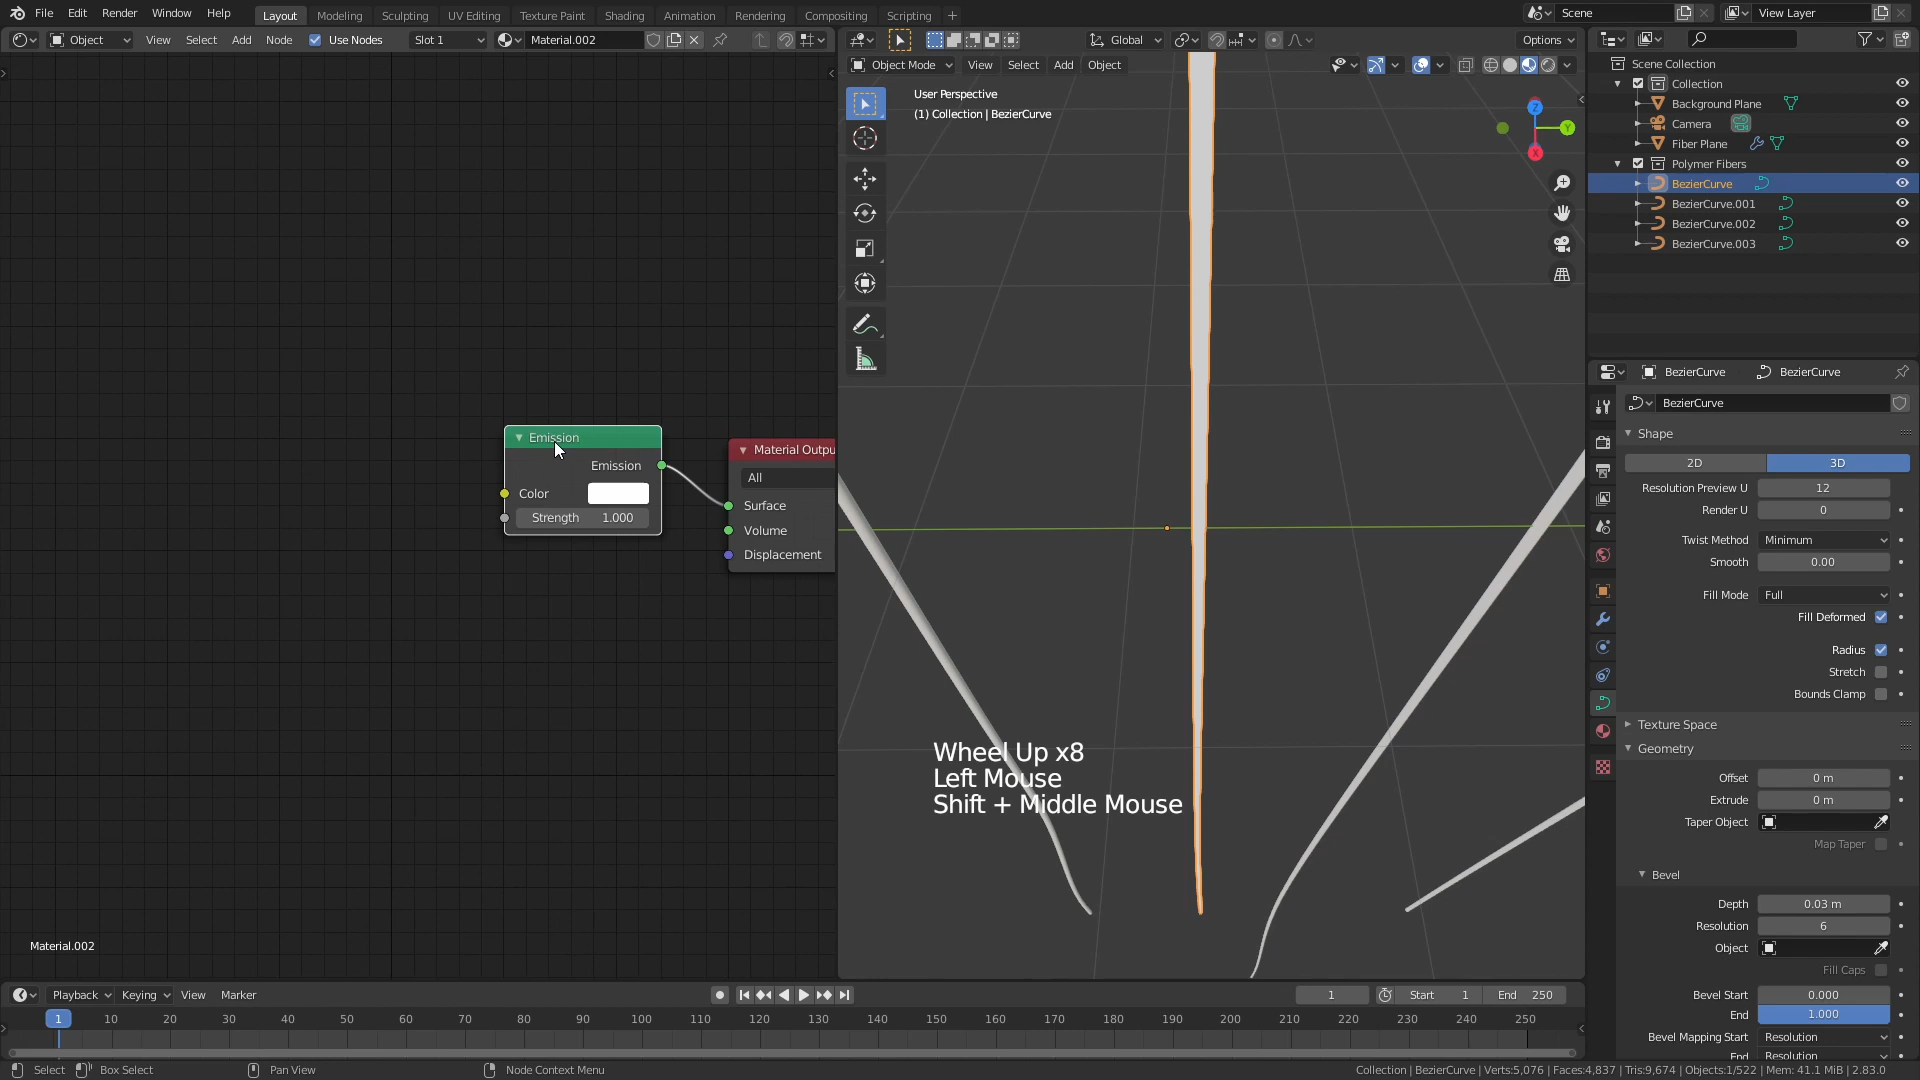 File Edit Render Window Help Layout Modeling Sculpting UV Editing Texture Paint Shading Animation Rendering Compositing Scripting + Scene View Layer
Object View Select Add Node Use Nodes Slot 1 Material.002 Global Options
Object Mode View Select Add Object
User Perspective
(1) Collection | BezierCurve
Z
Y
X
Scene Collection
Collection
Background Plane
Camera
Fiber Plane
Polymer Fibers
BezierCurve
BezierCurve.001
BezierCurve.002
BezierCurve.003
BezierCurve BezierCurve
BezierCurve
Shape
2D 3D
Resolution Preview U 12
Render U 0
Twist Method Minimum
Smooth 0.00
Fill Mode Full
Fill Deformed
Radius
Stretch
Bounds Clamp
Texture Space
Geometry
Offset 0 m
Extrude 0 m
Taper Object
Map Taper
Bevel
Depth 0.03 m
Resolution 6
Object
Fill Caps
Bevel Start 0.000
End 1.000
Bevel Mapping Start Resolution
End Resolution
Emission
Emission
Color
Strength 1.000
Material Outpu
All
Surface
Volume
Displacement
Wheel Up x8
Left Mouse
Shift + Middle Mouse
Material.002
Playback Keying View Marker 1 Start 1 End 250
1 10 20 30 40 50 60 70 80 90 100 110 120 130 140 150 160 170 180 190 200 210 220 230 240 250
Select Box Select Pan View Node Context Menu Collection | BezierCurve | Verts:5,076 | Faces:4,837 | Tris:9,674 | Objects:1/522 | Mem: 41.1 MiB | 2.83.0